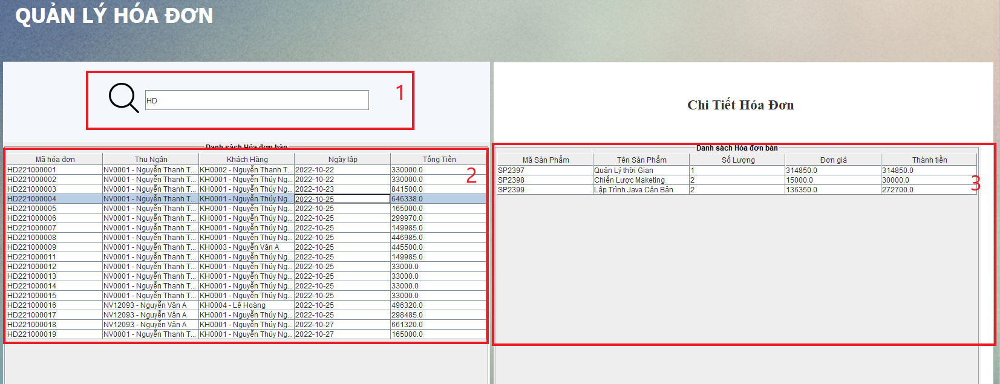 QUẢN LÝ HÓA ĐƠN
HD
1
Danh sách Hóa đơn bán
Mã hóa đơn Thu Ngân Khách Hàng Ngày lập Tổng Tiền
HD221000001 NV0001 - Nguyễn Thanh T... KH0002 - Nguyễn Thanh T... 2022-10-22 330000.0
HD221000002 NV0001 - Nguyễn Thanh T... KH0001 - Nguyễn Thúy Ng... 2022-10-22 330000.0
HD221000003 NV0001 - Nguyễn Thanh T... KH0001 - Nguyễn Thúy Ng... 2022-10-23 841500.0
HD221000004 NV0001 - Nguyễn Thanh T... KH0001 - Nguyễn Thúy Ng... 2022-10-25 646338.0
HD221000005 NV0001 - Nguyễn Thanh T... KH0001 - Nguyễn Thúy Ng... 2022-10-25 165000.0
HD221000006 NV0001 - Nguyễn Thanh T... KH0001 - Nguyễn Thúy Ng... 2022-10-25 299970.0
HD221000007 NV0001 - Nguyễn Thanh T... KH0001 - Nguyễn Thúy Ng... 2022-10-25 149985.0
HD221000008 NV0001 - Nguyễn Thanh T... KH0001 - Nguyễn Thúy Ng... 2022-10-25 446985.0
HD221000009 NV0001 - Nguyễn Thanh T... KH0003 - Nguyễn Văn A 2022-10-25 445500.0
HD221000011 NV0001 - Nguyễn Thanh T... KH0001 - Nguyễn Thúy Ng... 2022-10-25 149985.0
HD221000012 NV0001 - Nguyễn Thanh T... KH0001 - Nguyễn Thúy Ng... 2022-10-25 33000.0
HD221000013 NV0001 - Nguyễn Thanh T... KH0001 - Nguyễn Thúy Ng... 2022-10-25 33000.0
HD221000014 NV0001 - Nguyễn Thanh T... KH0001 - Nguyễn Thúy Ng... 2022-10-25 33000.0
HD221000015 NV0001 - Nguyễn Thanh T... KH0001 - Nguyễn Thúy Ng... 2022-10-25 33000.0
HD221000016 NV12093 - Nguyễn Văn A KH0004 - Lê Hoàng 2022-10-25 496320.0
HD221000017 NV12093 - Nguyễn Văn A KH0001 - Nguyễn Thúy Ng... 2022-10-25 298485.0
HD221000018 NV12093 - Nguyễn Văn A KH0001 - Nguyễn Thúy Ng... 2022-10-27 661320.0
HD221000019 NV0001 - Nguyễn Thanh T... KH0001 - Nguyễn Thúy Ng... 2022-10-27 165000.0
2
Chi Tiết Hóa Đơn
Danh sách Hóa đơn bán
Mã Sản Phẩm Tên Sản Phẩm Số Lượng Đơn giá Thành tiền
SP2397 Quản Lý thời Gian 1 314850.0 314850.0
SP2398 Chiến Lược Maketing 2 15000.0 30000.0
SP2399 Lập Trình Java Căn Bản 2 136350.0 272700.0
3